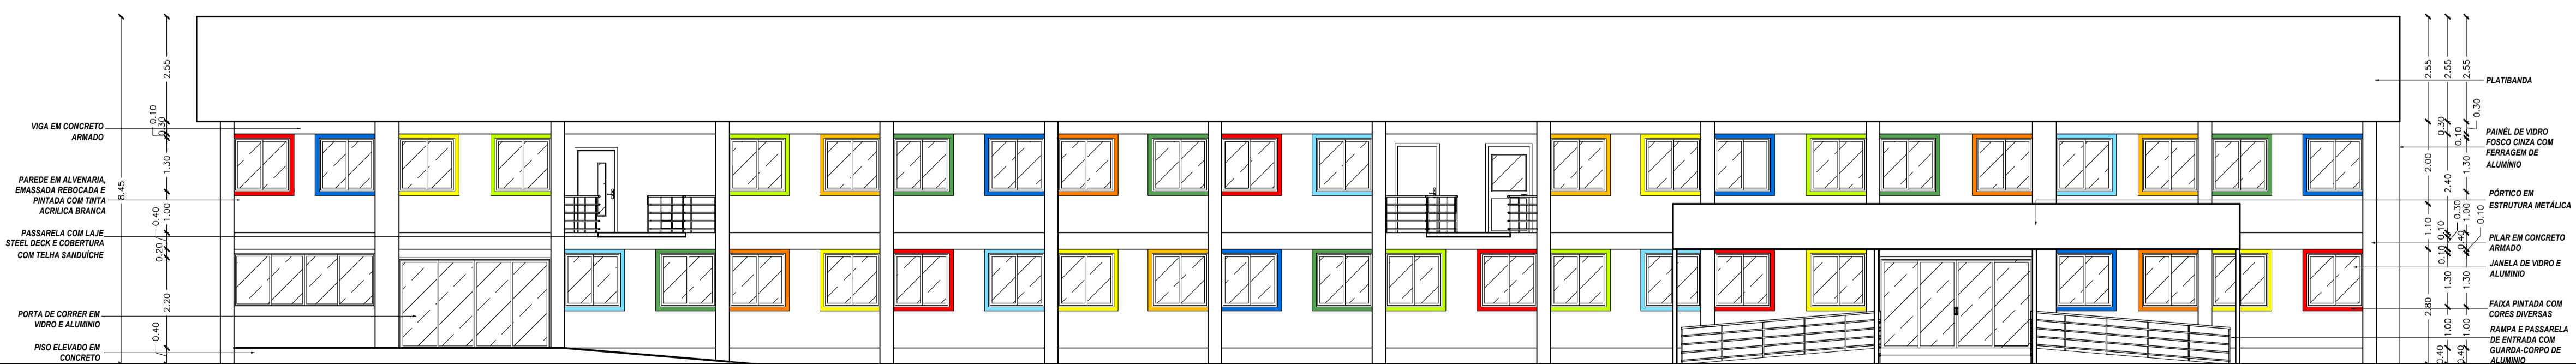 VIGA EM CONCRETO
ARMADO
PAREDE EM ALVENARIA,
EMASSADA REBOCADA E
PINTADA COM TINTA
ACRILICA BRANCA
PASSARELA COM LAJE
STEEL DECK E COBERTURA
COM TELHA SANDUÍCHE
PORTA DE CORRER EM
VIDRO E ALUMINIO
PISO ELEVADO EM
CONCRETO
8.45
2.55
0.10
0.30
1.30
1.00
0.40
0.20
2.20
0.40
2.55
2.00
1.10
2.80
2.55
0.30
2.40
0.10
0.10
1.30
1.00
0.40
2.55
0.30
0.10
1.30
1.00
0.30
0.10
0.40
1.30
1.00
0.40
PLATIBANDA
PAINÉL DE VIDRO
FOSCO CINZA COM
FERRAGEM DE
ALUMÍNIO
PÓRTICO EM
ESTRUTURA METÁLICA
PILAR EM CONCRETO
ARMADO
JANELA DE VIDRO E
ALUMINIO
FAIXA PINTADA COM
CORES DIVERSAS
RAMPA E PASSARELA
DE ENTRADA COM
GUARDA-CORPO DE
ALUMINIO